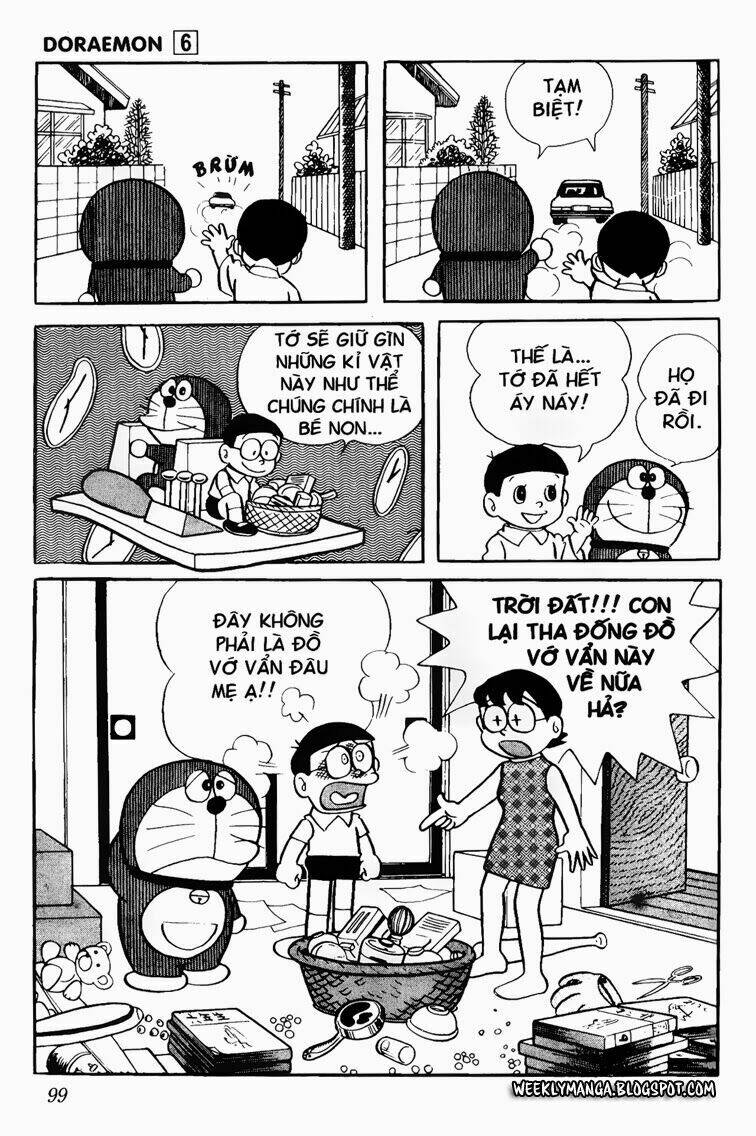 DORAEMON 6
BRỪM
TẠM
BIỆT!
TỚ SẼ GIỮ GÌN
NHỮNG KỈ VẬT
NÀY NHƯ THỂ
CHÚNG CHÍNH LÀ
BÉ NON...
THẾ LÀ...
TỚ ĐÃ HẾT
ÁY NÁY!
HỌ
ĐÃ ĐI
RỒI.
ĐÂY KHÔNG
PHẢI LÀ ĐỒ
VỚ VẨN ĐÂU
MẸ Ạ!!
TRỜI ĐẤT!!! CON
LẠI THA ĐỐNG ĐỒ
VỚ VẨN NÀY
VỀ NỮA
HẢ?
99
WEEKLYMANGA.BLOGSPOT.COM